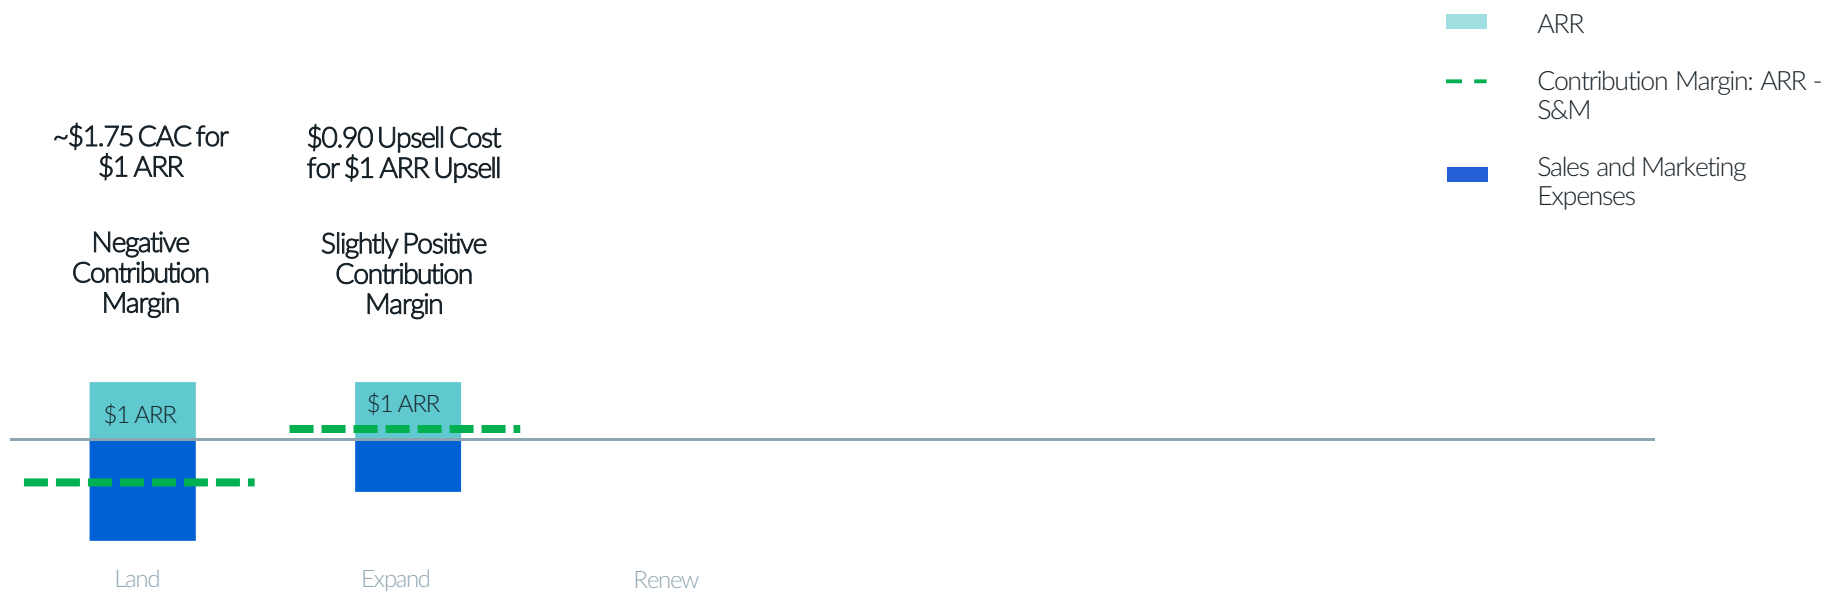 ARR
Contribution Margin: ARR -
S&M
Sales and Marketing
Expenses
~$1.75 CAC for
$1 ARR
Negative
Contribution
Margin
$0.90 Upsell Cost
for $1 ARR Upsell
Slightly Positive
Contribution
Margin
$1 ARR
$1 ARR
Land
Expand
Renew